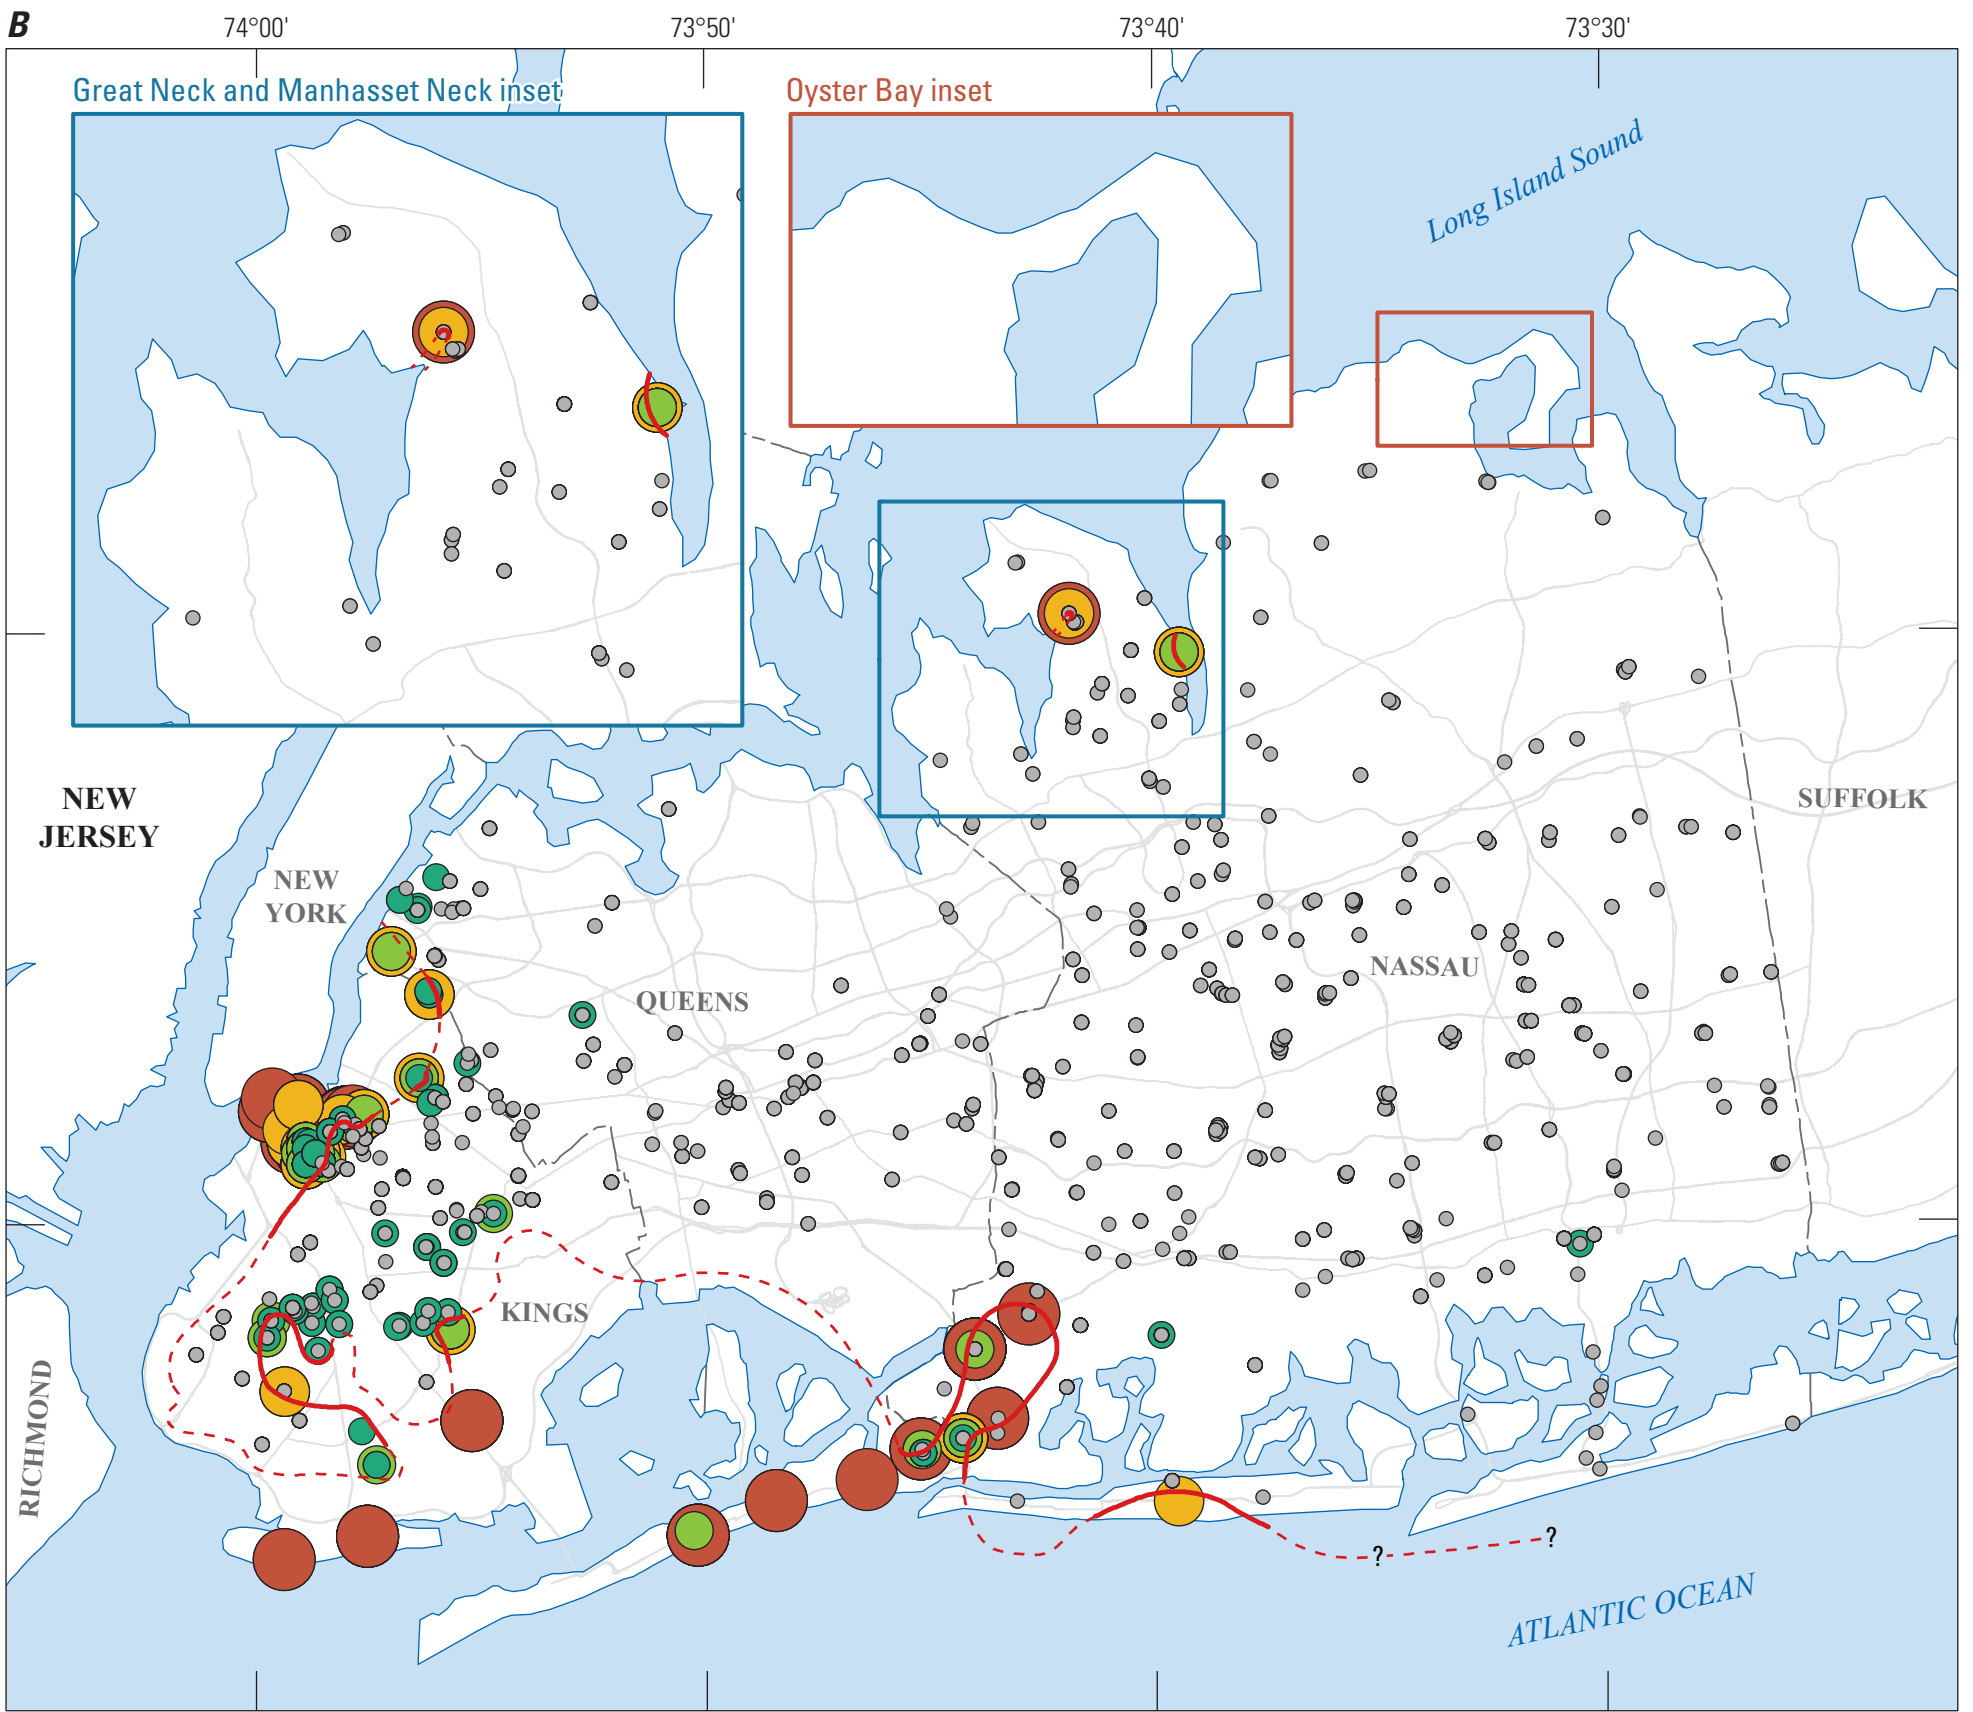 B
74°00'
73°50'
73°40'
73°30'
Great Neck and Manhasset Neck inset
Oyster Bay inset
Long Island Sound
NEW
JERSEY
SUFFOLK
NEW
YORK
NASSAU
QUEENS
KINGS
RICHMOND
?
?
ATLANTIC OCEAN